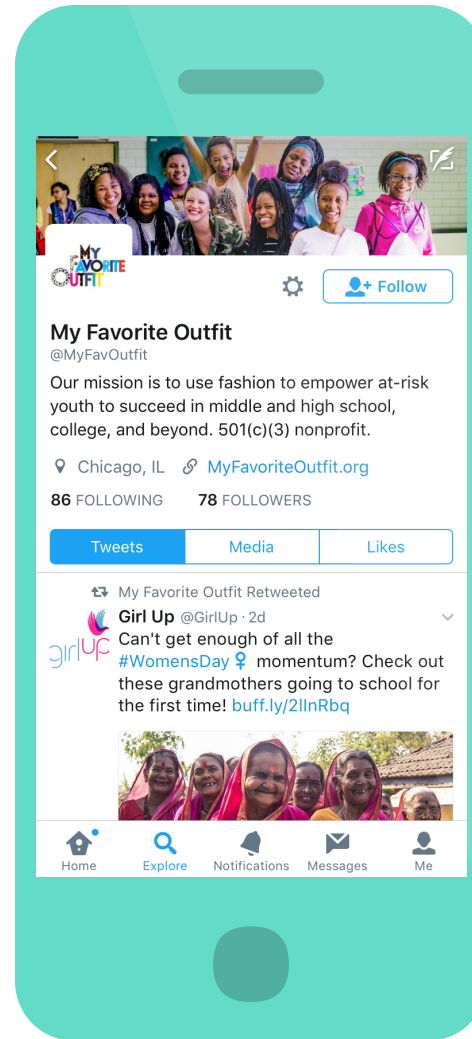 MY
FAVORITE
OUTFIT
Follow
My Favorite Outfit
@MyFavOutfit
Our mission is to use fashion to empower at-risk
youth to succeed in middle and high school,
college, and beyond. 501(c)(3) nonprofit.
Chicago, IL MyFavoriteOutfit.org
86 FOLLOWING 78 FOLLOWERS
Tweets Media Likes
My Favorite Outfit Retweeted
girlup
Girl Up @GirlUp · 2d
Can't get enough of all the
#WomensDay♀ momentum? Check out
these grandmothers going to school for
the first time! buff.ly/2lInRbq
Home Explore Notifications Messages Me